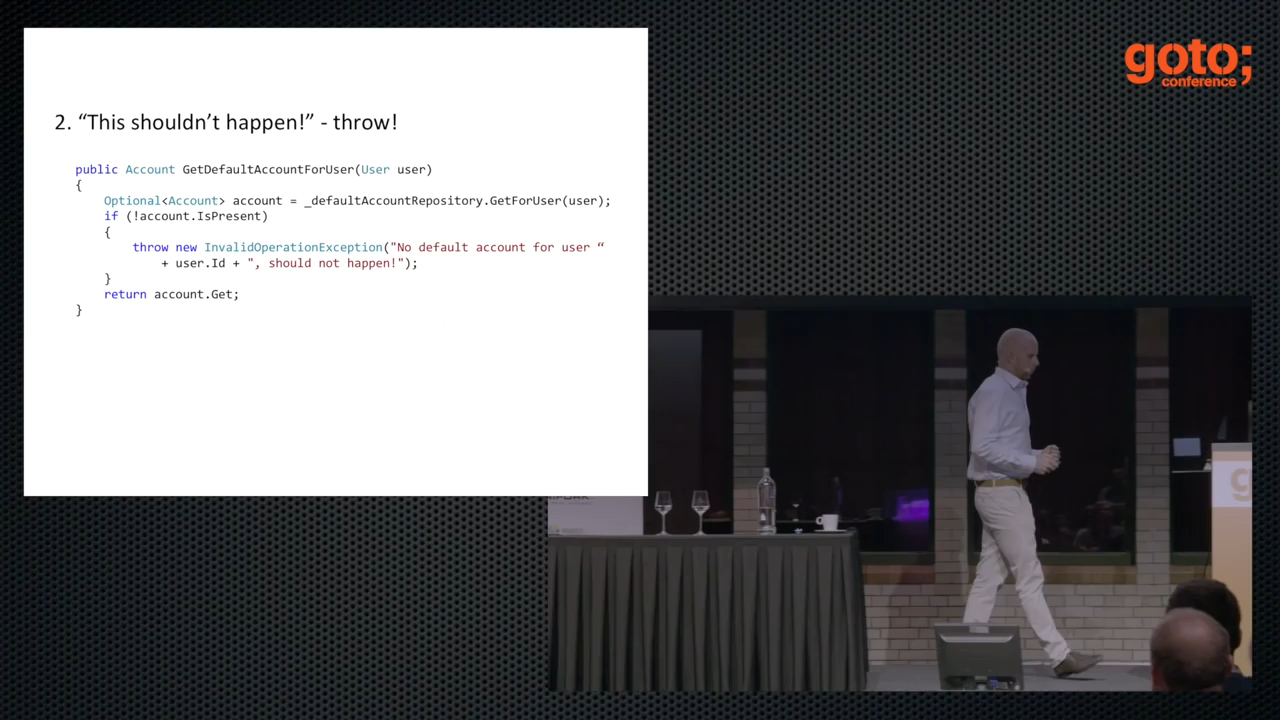 2. “This shouldn’t happen!” - throw!
public Account GetDefaultAccountForUser(User user)
{
Optional<Account> account = _defaultAccountRepository.GetForUser(user);
if (!account.IsPresent)
{
throw new InvalidOperationException("No default account for user “
+ user.Id + ", should not happen!");
}
return account.Get;
}
goto;
conference
g